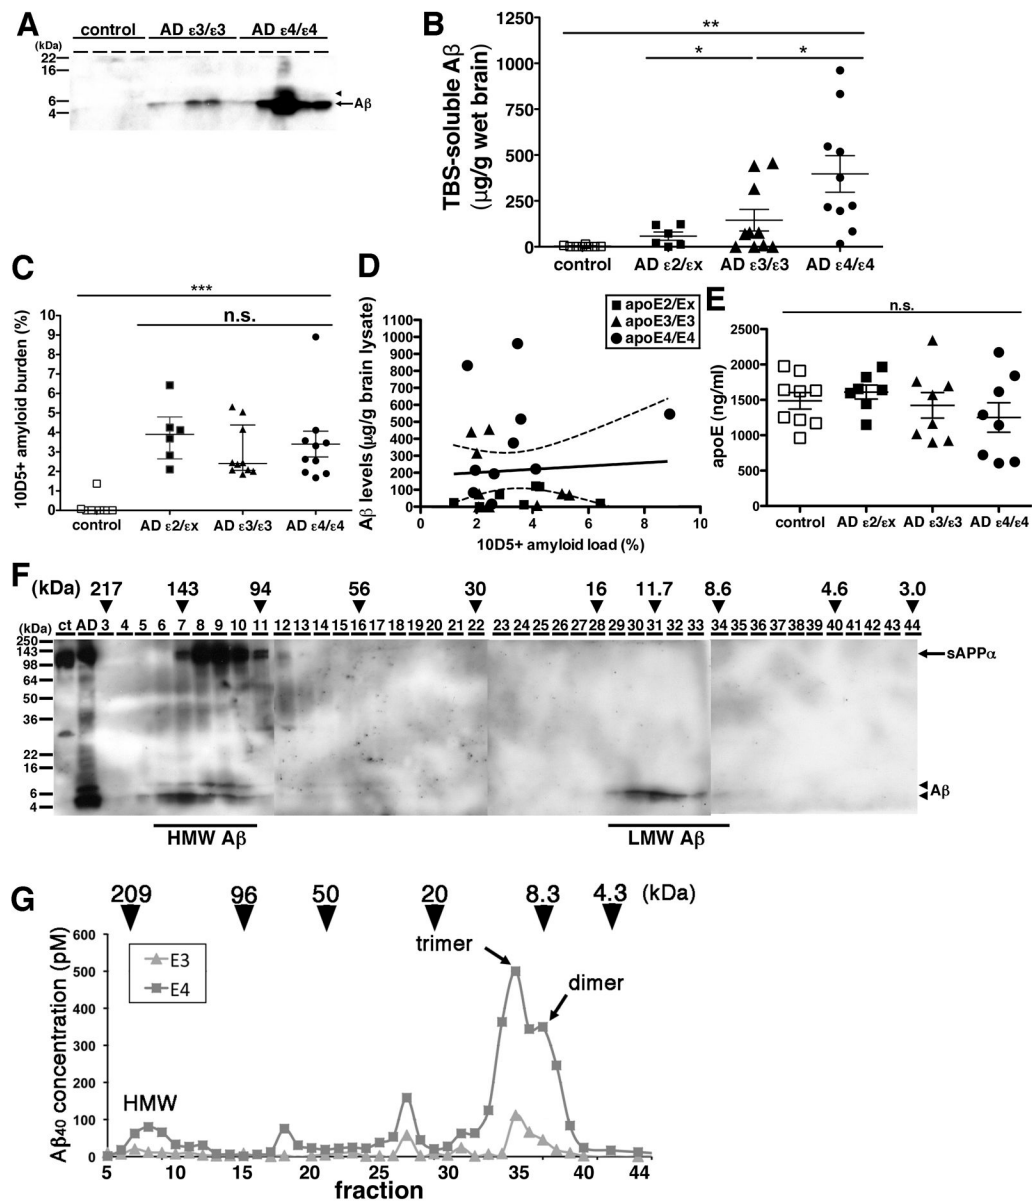 A
control AD ε3/ε3 AD ε4/ε4
(kDa)
22
16
6
4
Aβ
B
TBS-soluble Aβ
(μg/g wet brain)
1250
1000
750
500
250
0
**
* *
control AD ε2/εx AD ε3/ε3 AD ε4/ε4
C
10D5+ amyloid burden (%)
***
n.s.
10
9
8
7
6
5
4
3
2
1
0
control AD ε2/εx AD ε3/ε3 AD ε4/ε4
D
Aβ levels (μg/g brain lysate)
apoE2/Ex
apoE3/E3
apoE4/E4
1100
1000
900
800
700
600
500
400
300
200
100
0
0 2 4 6 8 10
10D5+ amyloid load (%)
E
n.s.
apoE (ng/ml)
2500
2000
1500
1000
500
0
control AD ε2/εx AD ε3/ε3 AD ε4/ε4
F
(kDa) 217 143 94 56 30 16 11.7 8.6 4.6 3.0
(kDa) ct AD 3 4 5 6 7 8 9 10 11 12 13 14 15 16 17 18 19 20 21 22 23 24 25 26 27 28 29 30 31 32 33 34 35 36 37 38 39 40 41 42 43 44
250
143
98
64
50
36
22
16
6
4
sAPPα
Aβ
HMW Aβ LMW Aβ
G
209 96 50 20 8.3 4.3 (kDa)
Aβ40 concentration (pM)
600
500
400
300
200
100
0
E3
E4
trimer
dimer
HMW
5 10 15 20 25 30 35 40 44
fraction